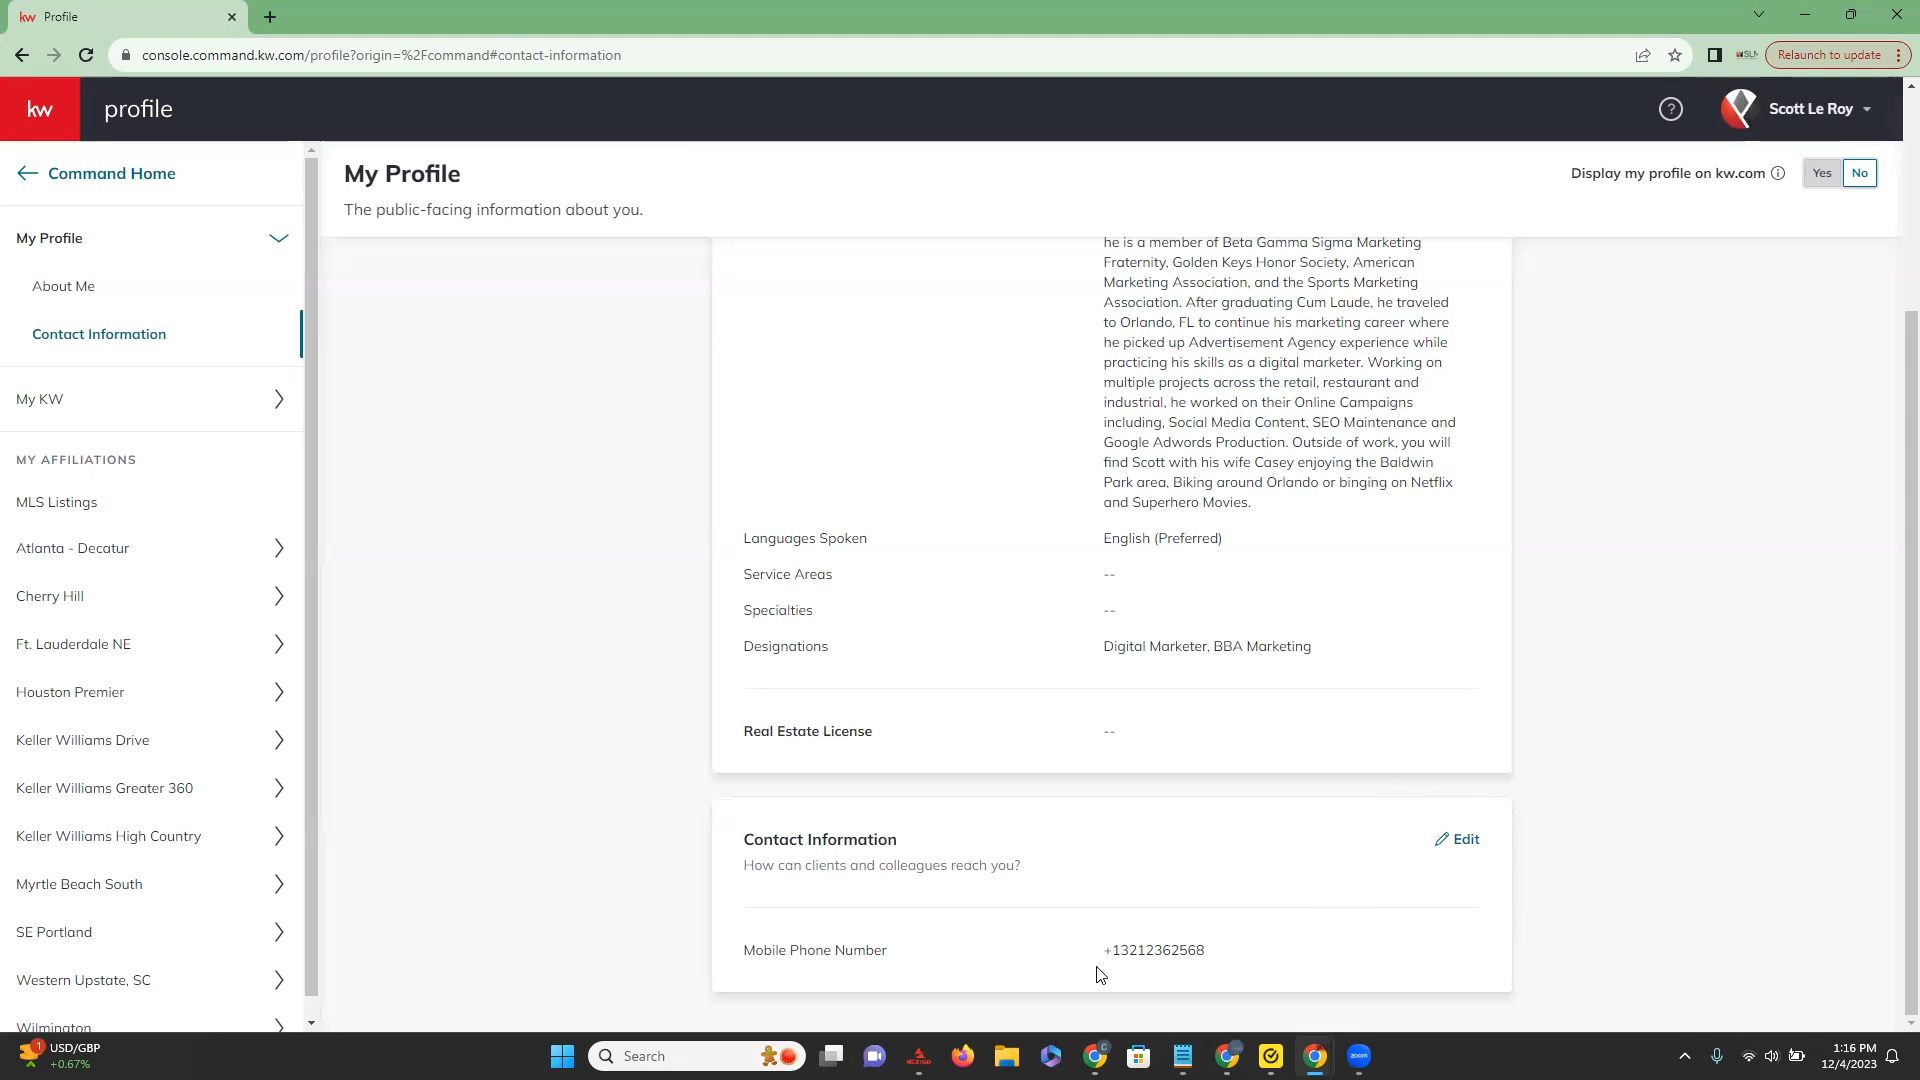 kw Profile
console.command.kw.com/profile?origin=%2Fcommand#contact-information
Relaunch to update
kw profile
? Scott Le Roy
Command Home
My Profile
Display my profile on kw.com Yes No
The public-facing information about you.
My Profile
About Me
Contact Information
My KW
MY AFFILIATIONS
MLS Listings
Atlanta - Decatur
Cherry Hill
Ft. Lauderdale NE
Houston Premier
Keller Williams Drive
Keller Williams Greater 360
Keller Williams High Country
Myrtle Beach South
SE Portland
Western Upstate, SC
Wilmington
he is a member of Beta Gamma Sigma Marketing
Fraternity, Golden Keys Honor Society, American
Marketing Association, and the Sports Marketing
Association. After graduating Cum Laude, he traveled
to Orlando, FL to continue his marketing career where
he picked up Advertisement Agency experience while
practicing his skills as a digital marketer. Working on
multiple projects across the retail, restaurant and
industrial, he worked on their Online Campaigns
including, Social Media Content, SEO Maintenance and
Google Adwords Production. Outside of work, you will
find Scott with his wife Casey enjoying the Baldwin
Park area, Biking around Orlando or binging on Netflix
and Superhero Movies.
Languages Spoken English (Preferred)
Service Areas --
Specialties --
Designations Digital Marketer, BBA Marketing
Real Estate License --
Contact Information Edit
How can clients and colleagues reach you?
Mobile Phone Number +13212362568
1 USD/GBP
+0.67%
Search
zoom
1:16 PM
12/4/2023